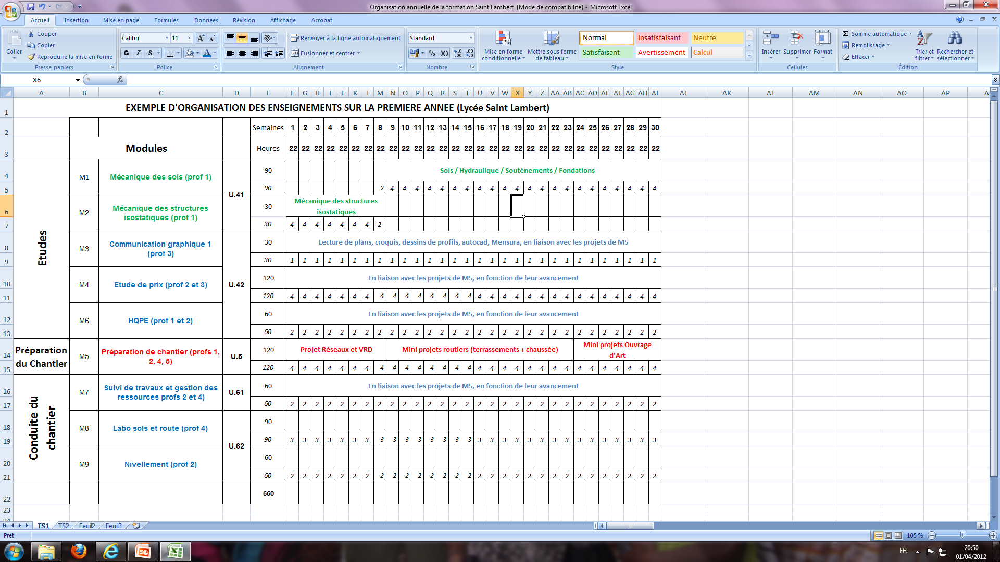 Organisation annuelle de la formation Saint Lambert  [Mode de compatibilité] - Microsoft Excel
Accueil Insertion Mise en page Formules Données Révision Affichage Acrobat
Coller Couper Calibri 11 Renvoyer à la ligne automatiquement Standard Mise en forme conditionnelle Mettre sous forme de tableau Normal Insatisfaisant Neutre Insérer Supprimer Format Σ Somme automatique Trier et filtrer Rechercher et sélectionner
Copier Remplissage
Reproduire la mise en forme G I S A Fusionner et centrer % 000 Satisfaisant Avertissement Calcul Effacer
Presse-papiers Police Alignement Nombre Style Cellules Édition
X6 fx
A B C D E F G H I J K L M N O P Q R S T U V W X Y Z AA AB AC AD AE AF AG AH AI AJ AK AL AM AN AO AP A
1 EXEMPLE D'ORGANISATION DES ENSEIGNEMENTS SUR LA PREMIERE ANNEE (Lycée Saint Lambert)
2 Semaines 1 2 3 4 5 6 7 8 9 10 11 12 13 14 15 16 17 18 19 20 21 22 23 24 25 26 27 28 29 30
3 Modules Heures 22 22 22 22 22 22 22 22 22 22 22 22 22 22 22 22 22 22 22 22 22 22 22 22 22 22 22 22 22 22
Etudes
U.41
4 M1 Mécanique des sols (prof 1) 90 Sols / Hydraulique / Soutènements / Fondations
5 90 2 4 4 4 4 4 4 4 4 4 4 4 4 4 4 4 4 4 4 4 4 4 4
6 M2 Mécanique des structures isostatiques (prof 1) 30 Mécanique des structures isostatiques
7 30 4 4 4 4 4 4 4 2
U.42
8 M3 Communication graphique 1 (prof 3) 30 Lecture de plans, croquis, dessins de profils, autocad, Mensura, en liaison avec les projets de M5
9 30 1 1 1 1 1 1 1 1 1 1 1 1 1 1 1 1 1 1 1 1 1 1 1 1 1 1 1 1 1 1
10 M4 Etude de prix (prof 2 et 3) 120 En liaison avec les projets de M5, en fonction de leur avancement
11 120 4 4 4 4 4 4 4 4 4 4 4 4 4 4 4 4 4 4 4 4 4 4 4 4 4 4 4 4 4 4
12 M6 HQPE (prof 1 et 2) 60 En liaison avec les projets de M5, en fonction de leur avancement
13 60 2 2 2 2 2 2 2 2 2 2 2 2 2 2 2 2 2 2 2 2 2 2 2 2 2 2 2 2 2 2
14 Préparation du Chantier M5 Préparation de chantier (profs 1, 2, 4, 5) U.5 120 Projet Réseaux et VRD Mini projets routiers (terrassements + chaussée) Mini projets Ouvrage d'Art
15 120 4 4 4 4 4 4 4 4 4 4 4 4 4 4 4 4 4 4 4 4 4 4 4 4 4 4 4 4 4 4
Conduite du chantier
16 M7 Suivi de travaux et gestion des ressources profs 2 et 4) U.61 60 En liaison avec les projets de M5, en fonction de leur avancement
17 60 2 2 2 2 2 2 2 2 2 2 2 2 2 2 2 2 2 2 2 2 2 2 2 2 2 2 2 2 2 2
U.62
18 M8 Labo sols et route (prof 4) 90
19 90 3 3 3 3 3 3 3 3 3 3 3 3 3 3 3 3 3 3 3 3 3 3 3 3 3 3 3 3 3 3
20 M9 Nivellement (prof 2) 60
21 60 2 2 2 2 2 2 2 2 2 2 2 2 2 2 2 2 2 2 2 2 2 2 2 2 2 2 2 2 2 2
22 660
23
24
TS1 TS2 Feuil2 Feuil3
Prêt 105 %
FR 20:50
01/04/2012